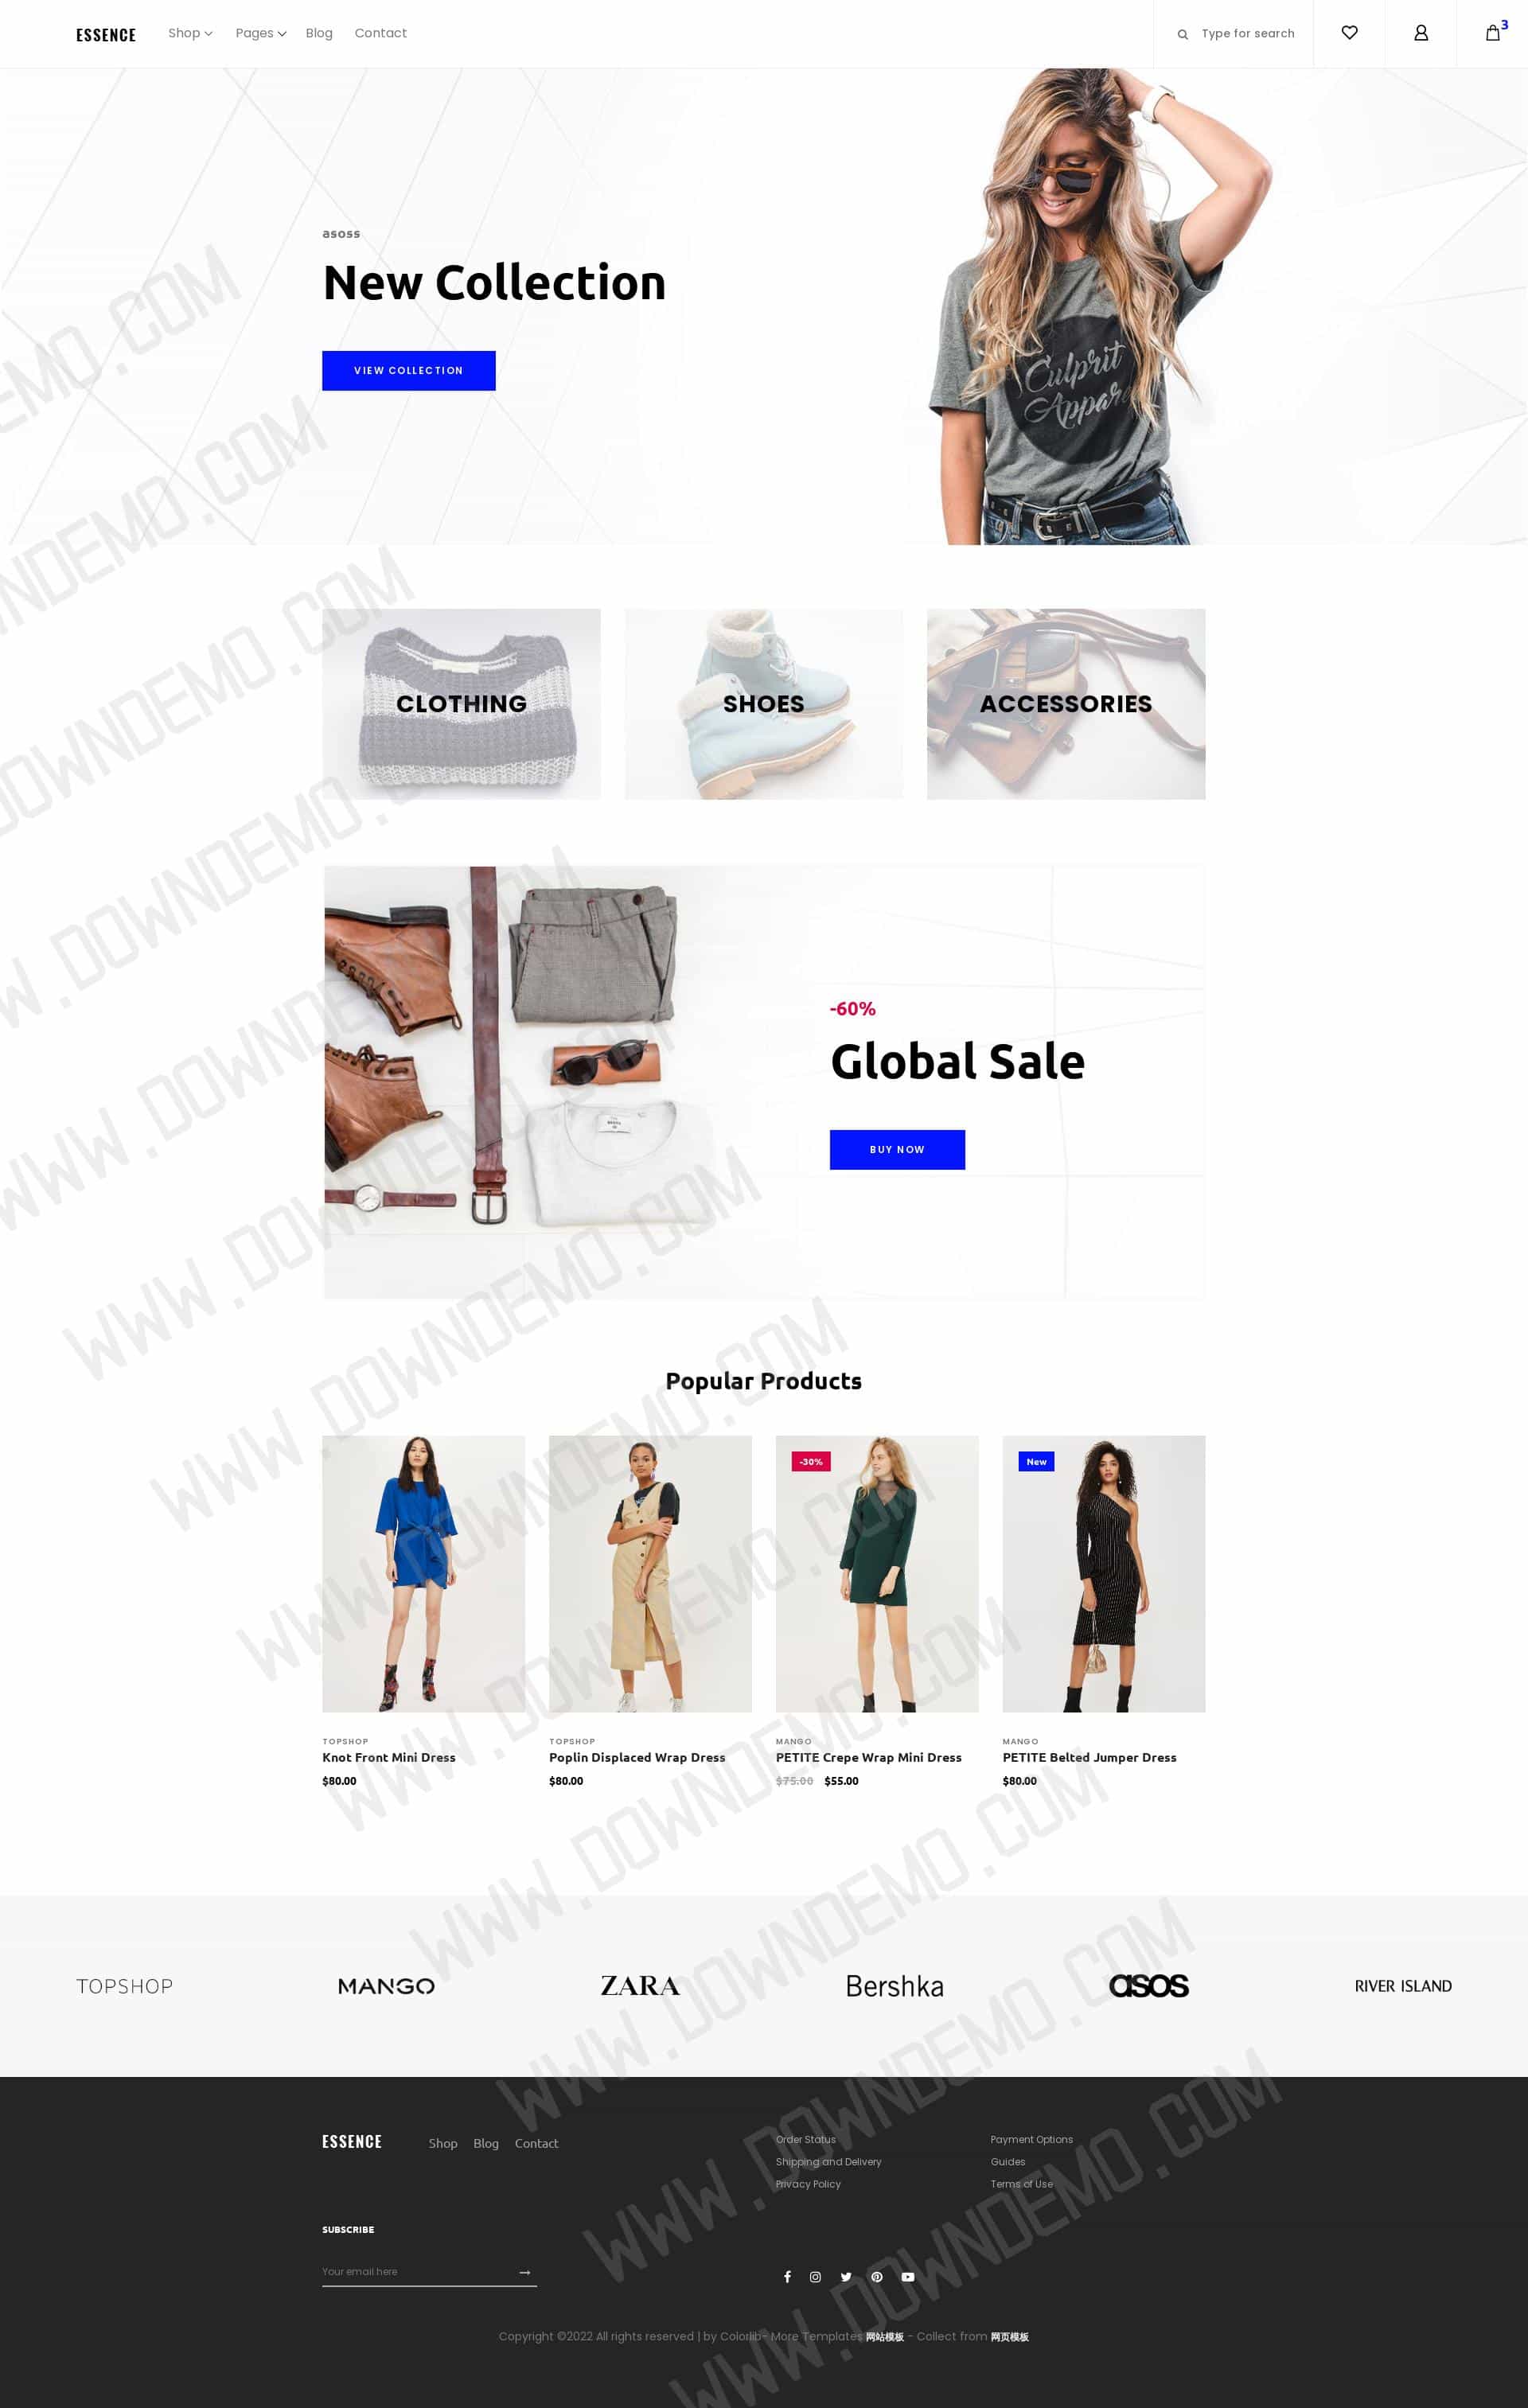 ESSENCE Shop Pages Blog Contact Type for search 3
asoss
New Collection
VIEW COLLECTION
Culprit
Apparel
CLOTHING SHOES ACCESSORIES
-60%
Global Sale
BUY NOW
Popular Products
-30% New
TOPSHOP TOPSHOP MANGO MANGO
Knot Front Mini Dress Poplin Displaced Wrap Dress PETITE Crepe Wrap Mini Dress PETITE Belted Jumper Dress
$80.00 $80.00 $75.00 $55.00 $80.00
TOPSHOP MANGO ZARA Bershka asos RIVER ISLAND
ESSENCE Shop Blog Contact
Order Status Payment Options
Shipping and Delivery Guides
Privacy Policy Terms of Use
SUBSCRIBE
Your email here
Copyright ©2022 All rights reserved | by Colorlib- More Templates 网站模板 - Collect from 网页模板
WWW.DOWNDEMO.COM